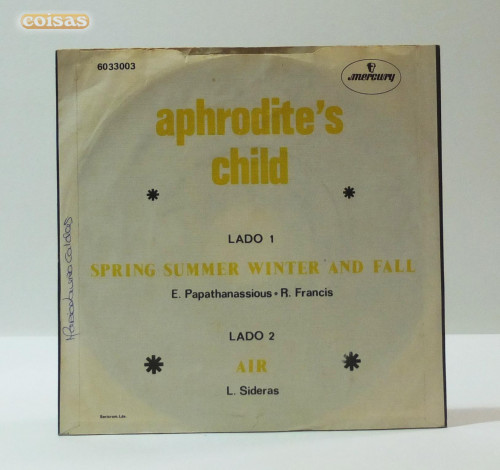 coisas
6033003
mercury
aphrodite's
child
LADO 1
SPRING SUMMER WINTER AND FALL
E. Papathanassious • R. Francis
LADO 2
AIR
L. Sideras